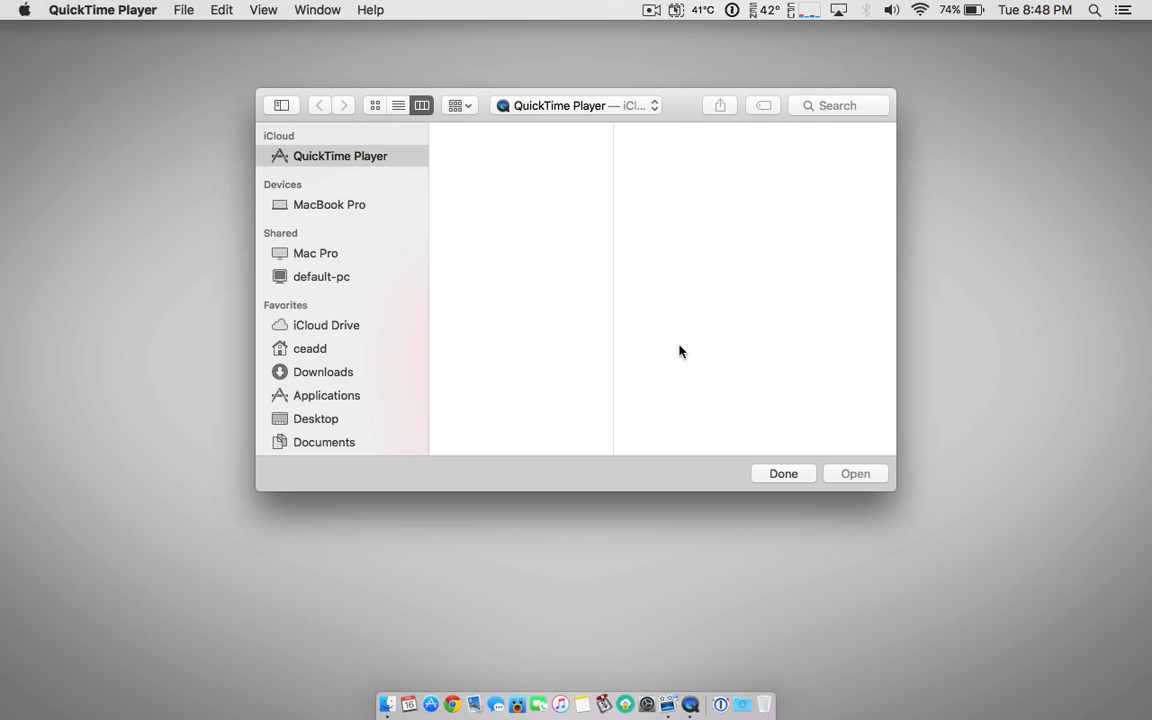 QuickTime Player File Edit View Window Help 41°C 42° 74% Tue 8:48 PM
QuickTime Player — iCl... Search
iCloud
QuickTime Player
Devices
MacBook Pro
Shared
Mac Pro
default-pc
Favorites
iCloud Drive
ceadd
Downloads
Applications
Desktop
Documents
Done Open
16